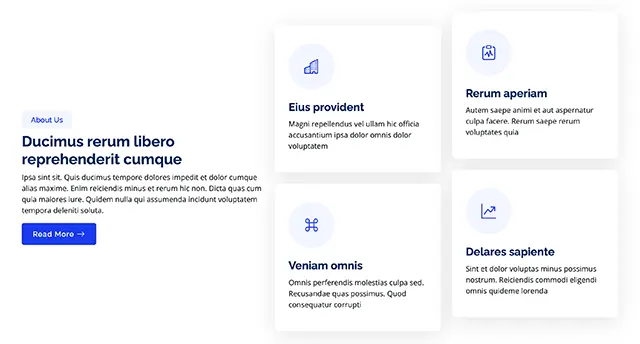 About Us
Ducimus rerum libero
reprehenderit cumque
Ipsa sint sit. Quis ducimus tempore dolores impedit et dolor cumque
alias maxime. Enim reiciendis minus et rerum hic non. Dicta quas cum
quia maiores iure. Quidem nulla qui assumenda incidunt voluptatem
tempora deleniti soluta.
Read More →
Eius provident
Magni repellendus vel ullam hic officia
accusantium ipsa dolor omnis dolor
voluptatem
Rerum aperiam
Autem saepe animi et aut aspernatur
culpa facere. Rerum saepe rerum
voluptates quia
Veniam omnis
Omnis perferendis molestias culpa sed.
Recusandae quas possimus. Quod
consequatur corrupti
Delares sapiente
Sint et dolor voluptas minus possimus
nostrum. Reiciendis commodi eligendi
omnis quideme lorenda